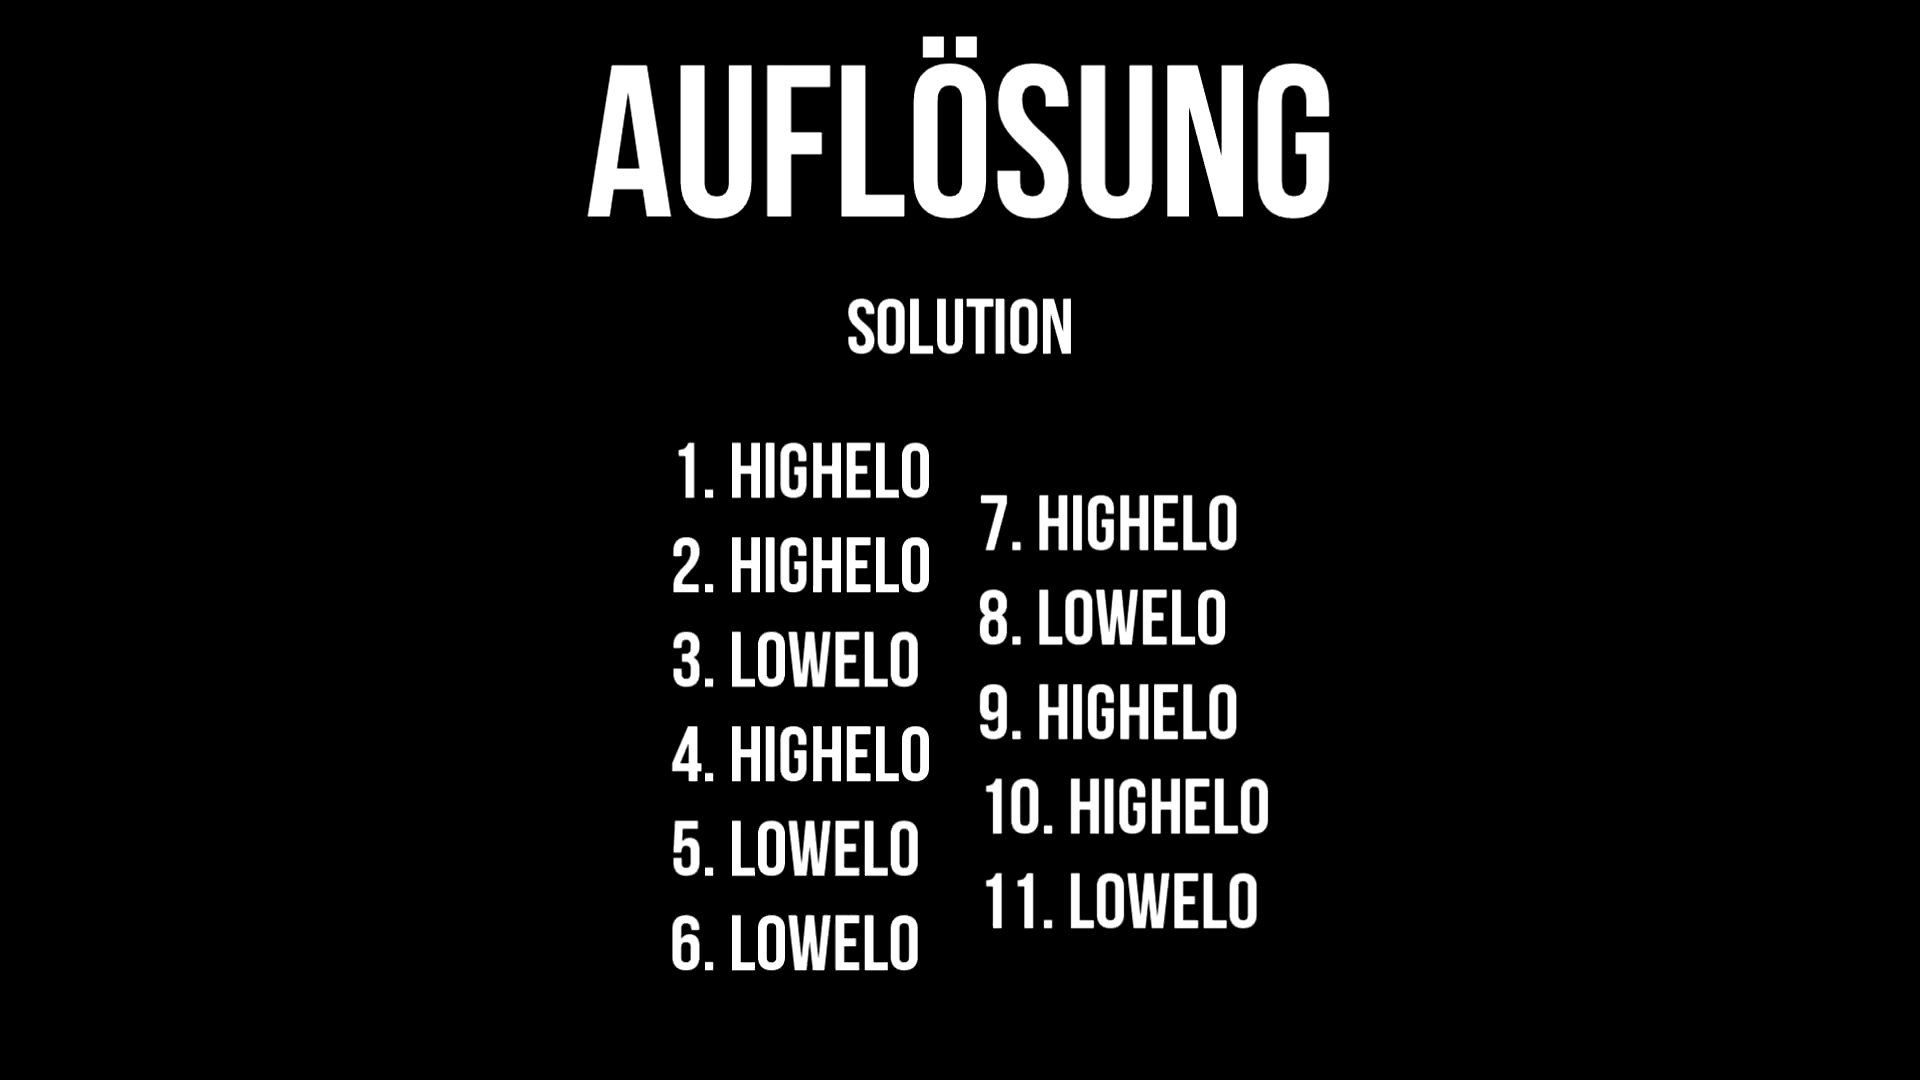 AUFLÖSUNG
SOLUTION
1. HIGHELO
2. HIGHELO
3. LOWELO
4. HIGHELO
5. LOWELO
6. LOWELO
7. HIGHELO
8. LOWELO
9. HIGHELO
10. HIGHELO
11. LOWELO